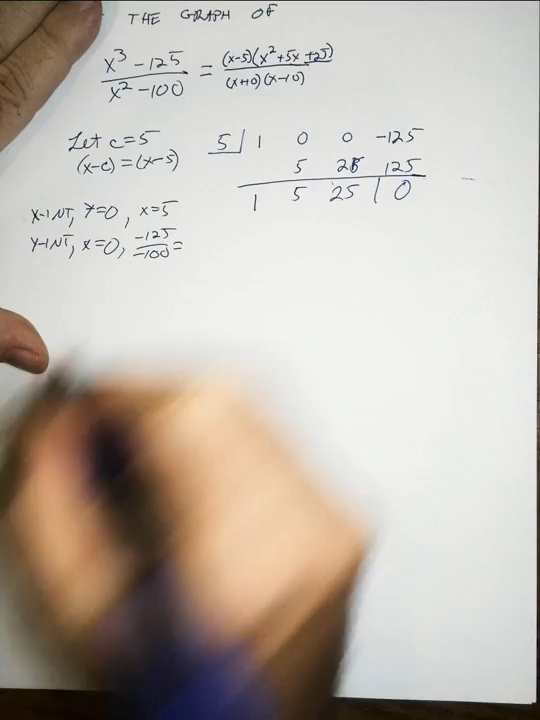 THE GRAPH OF
x³ - 125 / x² - 100 = (x-5)(x² + 5x + 25) / (x+10)(x-10)
Let c = 5
(x-c) = (x-5)
5 | 1 0 0 -125
5 25 125
1 5 25 | 0
X-INT, Y=0, x=5
Y-INT, x=0, -125 / -100 =